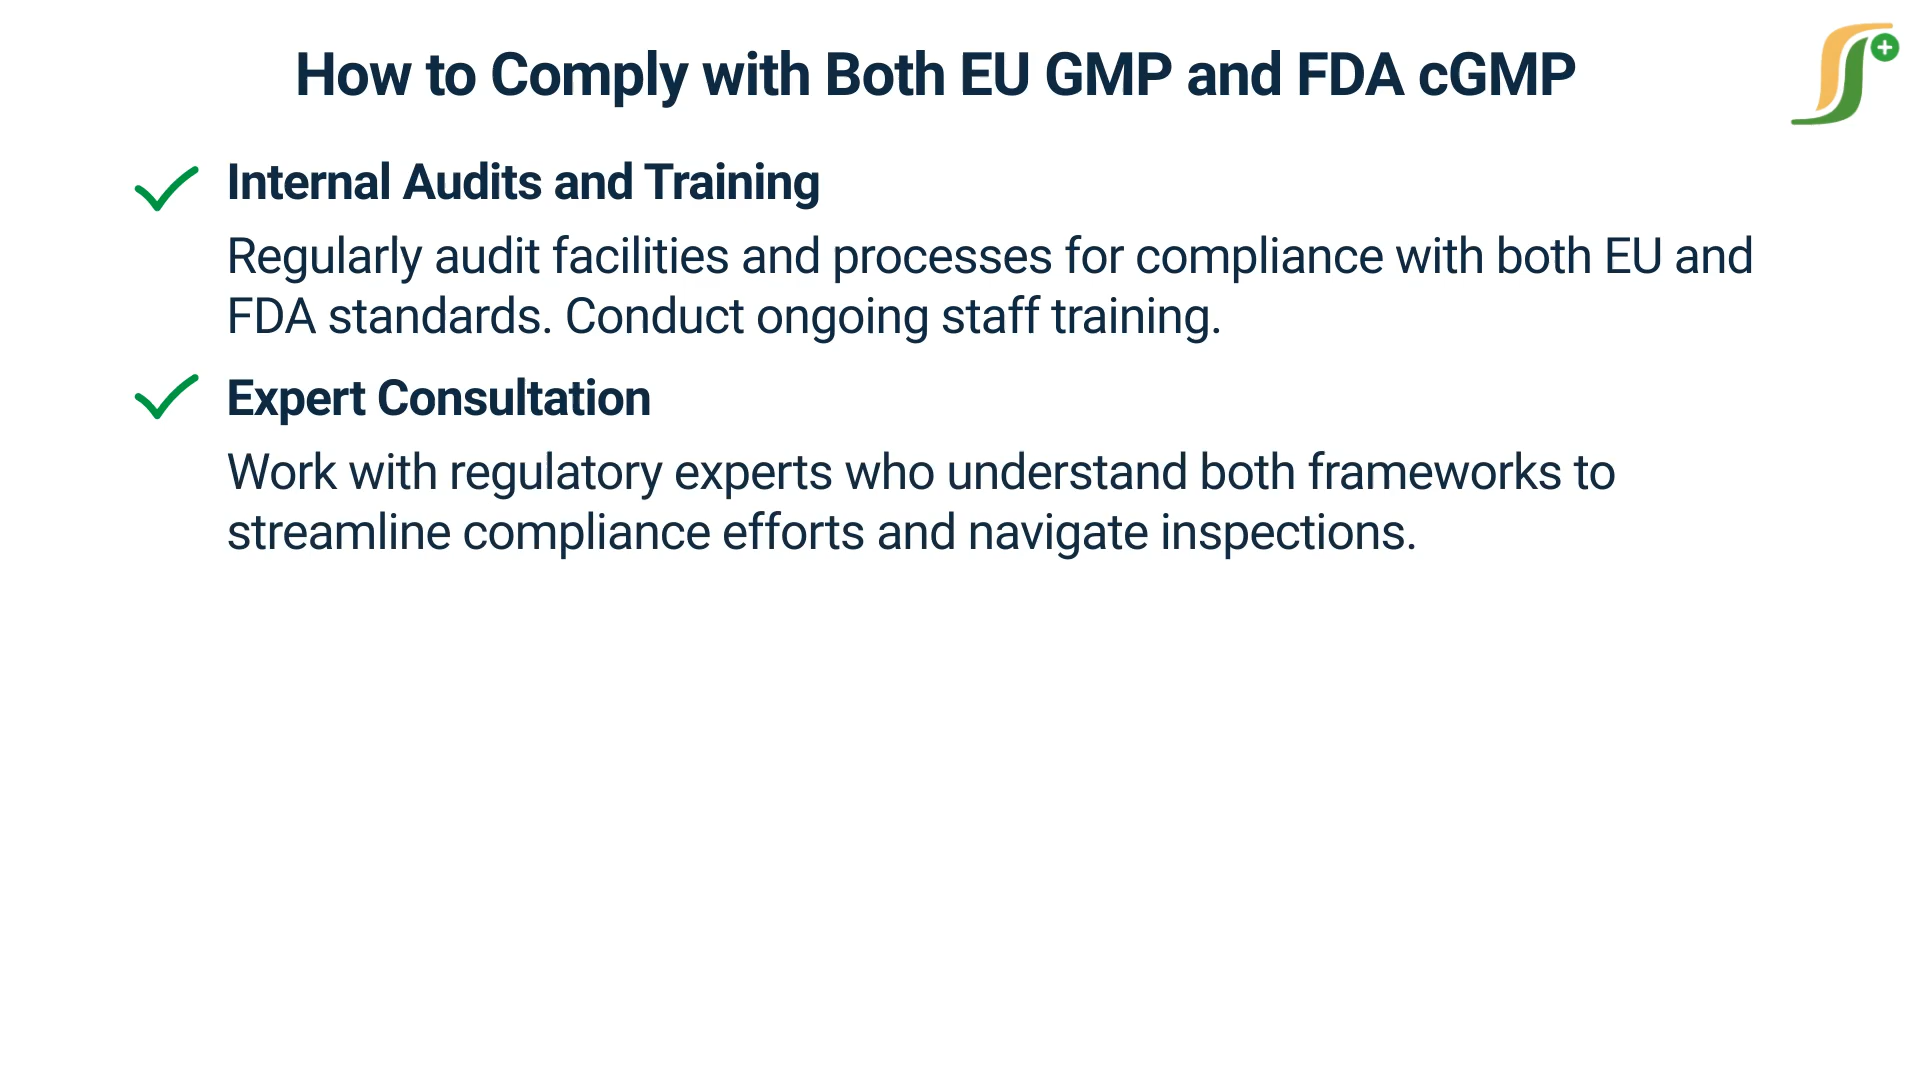 How to Comply with Both EU GMP and FDA cGMP
Internal Audits and Training
Regularly audit facilities and processes for compliance with both EU and
FDA standards. Conduct ongoing staff training.
Expert Consultation
Work with regulatory experts who understand both frameworks to
streamline compliance efforts and navigate inspections.